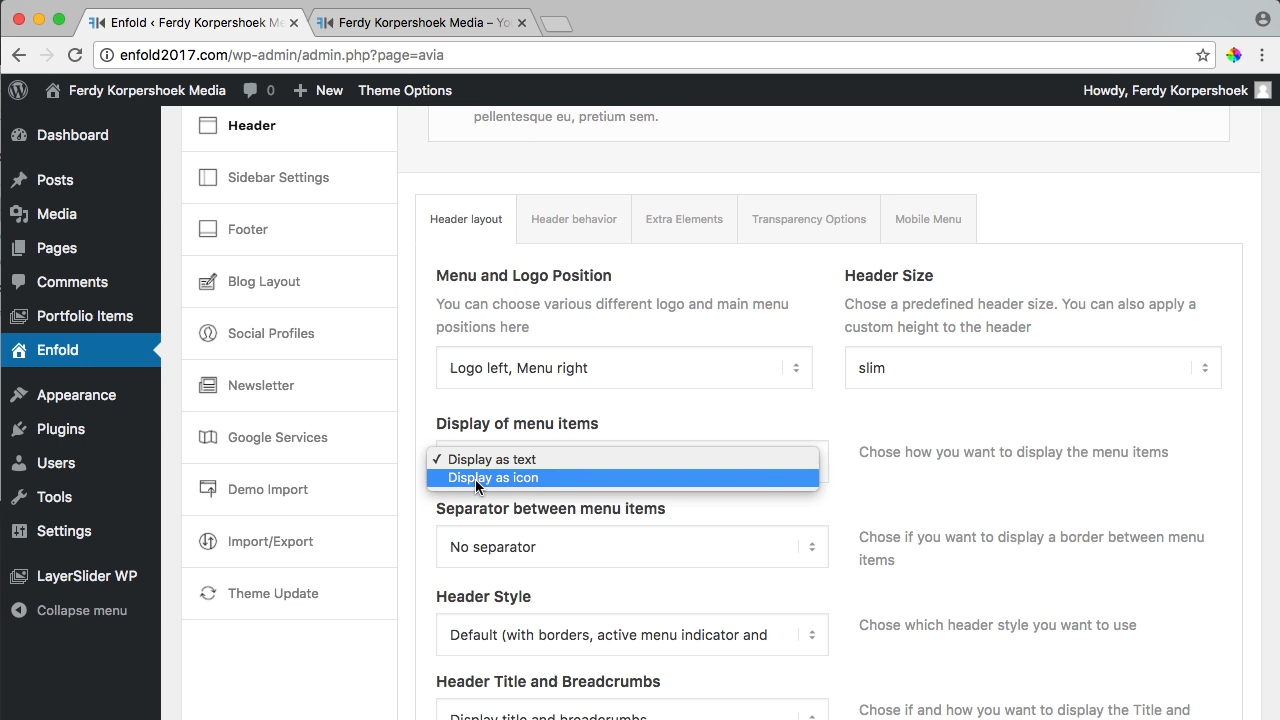 Enfold ‹ Ferdy Korpershoek Me
Ferdy Korpershoek Media – Yo
enfold2017.com/wp-admin/admin.php?page=avia
Ferdy Korpershoek Media
0
New
Theme Options
Howdy, Ferdy Korpershoek
Dashboard
Posts
Media
Pages
Comments
Portfolio Items
Enfold
Appearance
Plugins
Users
Tools
Settings
LayerSlider WP
Collapse menu
Header
Sidebar Settings
Footer
Blog Layout
Social Profiles
Newsletter
Google Services
Demo Import
Import/Export
Theme Update
pellentesque eu, pretium sem.
Header layout
Header behavior
Extra Elements
Transparency Options
Mobile Menu
Menu and Logo Position
You can choose various different logo and main menu
positions here
Logo left, Menu right
Header Size
Chose a predefined header size. You can also apply a
custom height to the header
slim
Display of menu items
✓ Display as text
Display as icon
Chose how you want to display the menu items
Separator between menu items
No separator
Chose if you want to display a border between menu
items
Header Style
Default (with borders, active menu indicator and
Chose which header style you want to use
Header Title and Breadcrumbs
Display title and breadcrumbs
Chose if and how you want to display the Title and